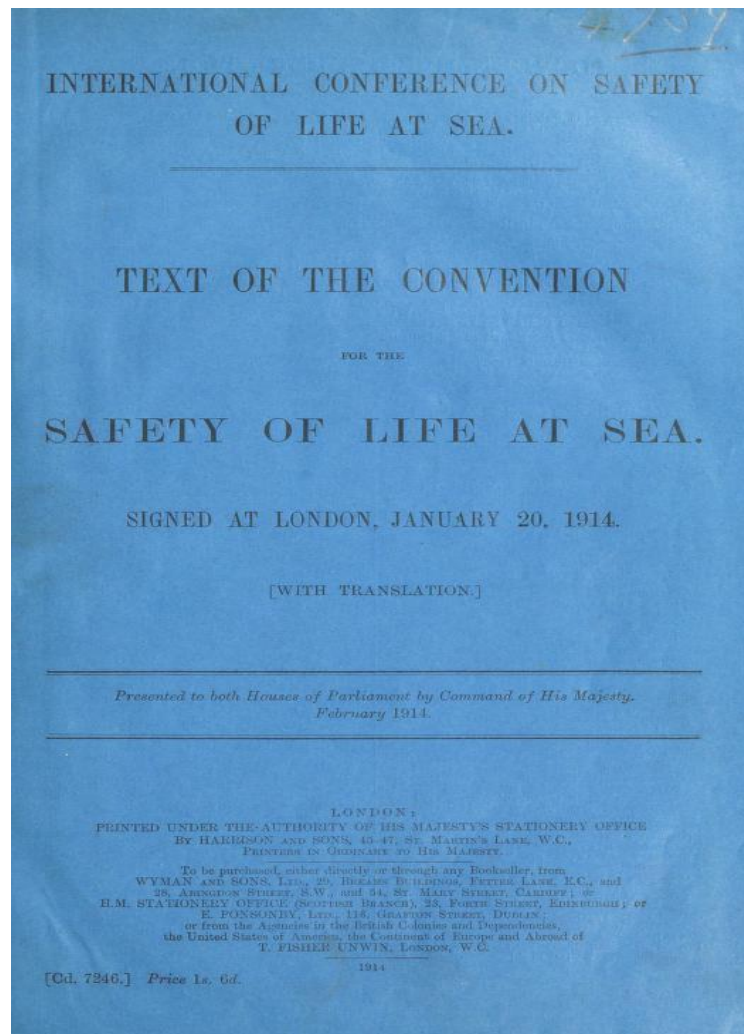 INTERNATIONAL CONFERENCE ON SAFETY
OF LIFE AT SEA.
TEXT OF THE CONVENTION
FOR THE
SAFETY OF LIFE AT SEA.
SIGNED AT LONDON, JANUARY 20, 1914.
[WITH TRANSLATION.]
Presented to both Houses of Parliament by Command of His Majesty.
February 1914.
LONDON:
PRINTED UNDER THE AUTHORITY OF HIS MAJESTY'S STATIONERY OFFICE
BY HARRISON AND SONS, 45-47, ST. MARTIN'S LANE, W.C.,
PRINTERS IN ORDINARY TO HIS MAJESTY.
To be purchased, either directly or through any Bookseller, from
WYMAN AND SONS, LTD., 29, BREAMS BUILDINGS, FETTER LANE, E.C., and
28, ABINGDON STREET, S.W., and 54, ST. MARY STREET, CARDIFF; or
H.M. STATIONERY OFFICE (SCOTTISH BRANCH), 23, FORTH STREET, EDINBURGH; or
E. PONSONBY, LTD., 116, GRAFTON STREET, DUBLIN;
or from the Agencies in the British Colonies and Dependencies,
the United States of America, the Continent of Europe and Abroad of
T. FISHER UNWIN, LONDON, W.C.
1914
[Cd. 7246.] Price 1s. 6d.